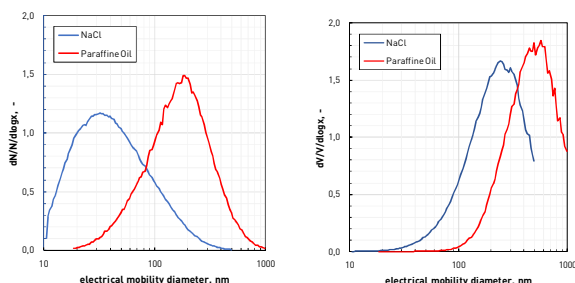 NaCl
Paraffine Oil
2,0
1,5
1,0
0,5
0,0
dN/N/dlogx, -
10
100
1000
electrical mobility diameter, nm
NaCl
Paraffine Oil
2,0
1,5
1,0
0,5
0,0
dV/V/dlogx, -
10
100
1000
electrical mobility diameter, nm